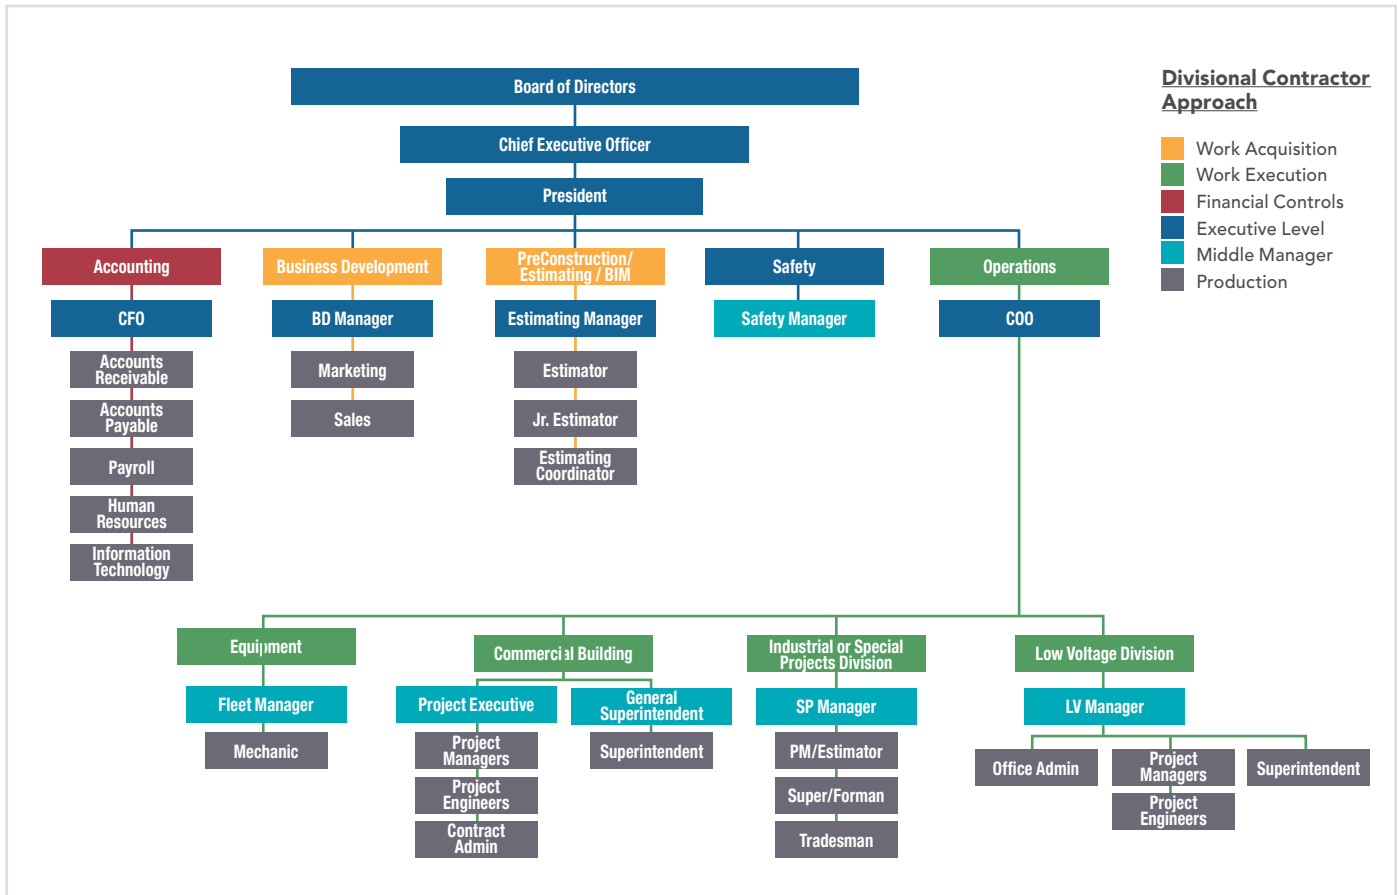 Board of Directors
Chief Executive Officer
President
Divisional Contractor
Approach
Work Acquisition
Work Execution
Financial Controls
Executive Level
Middle Manager
Production
Accounting
Business Development
PreConstruction/
Estimating / BIM
Safety
Operations
CFO
BD Manager
Estimating Manager
Safety Manager
COO
Accounts
Receivable
Marketing
Estimator
Accounts
Payable
Sales
Jr. Estimator
Payroll
Estimating
Coordinator
Human
Resources
Information
Technology
Equipment
Commercial Building
Industrial or Special
Projects Division
Low Voltage Division
Fleet Manager
Project Executive
General
Superintendent
SP Manager
LV Manager
Mechanic
Project
Managers
Superintendent
PM/Estimator
Office Admin
Project
Managers
Superintendent
Project
Engineers
Super/Forman
Project
Engineers
Contract
Admin
Tradesman